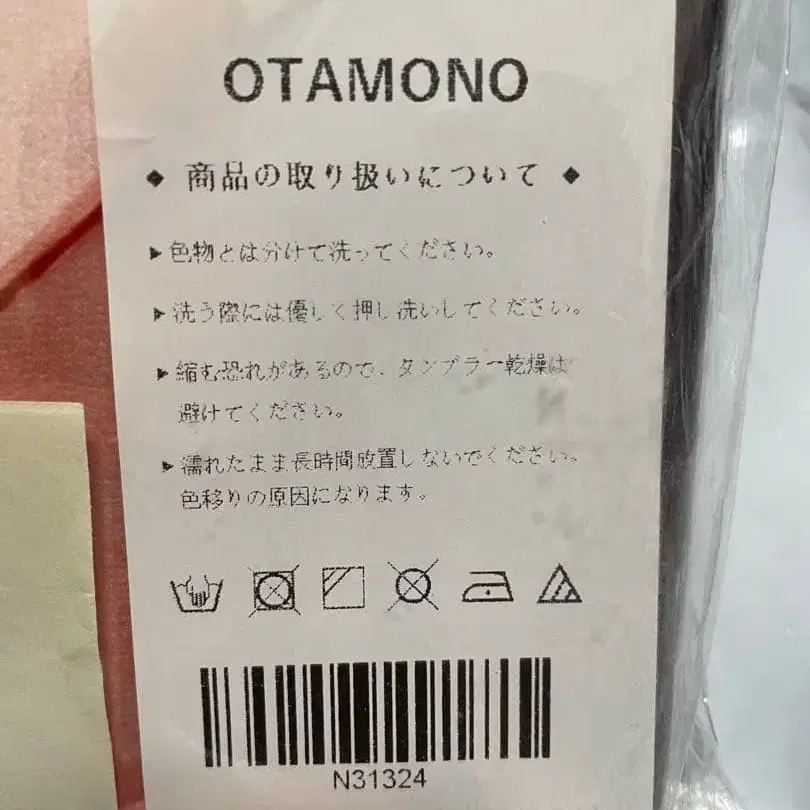 OTAMONO
◆ 商品の取り扱いについて ◆
▶色物とは分けて洗ってください。
▶洗う際には優しく押し洗いしてください。
▶縮む恐れがあるので、タンブラー乾燥は
避けてください。
▶濡れたまま長時間放置しないでください。
色移りの原因になります。
N31324